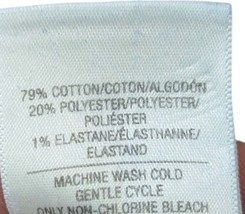 79% COTTON/COTON/ALGODÓN
20% POLYESTER/POLYESTER/
POLIÉSTER
1% ELASTANE/ÉLASTHANNE/
ELASTAND
MACHINE WASH COLD
GENTLE CYCLE
ONLY NON-CHLORINE BLEACH